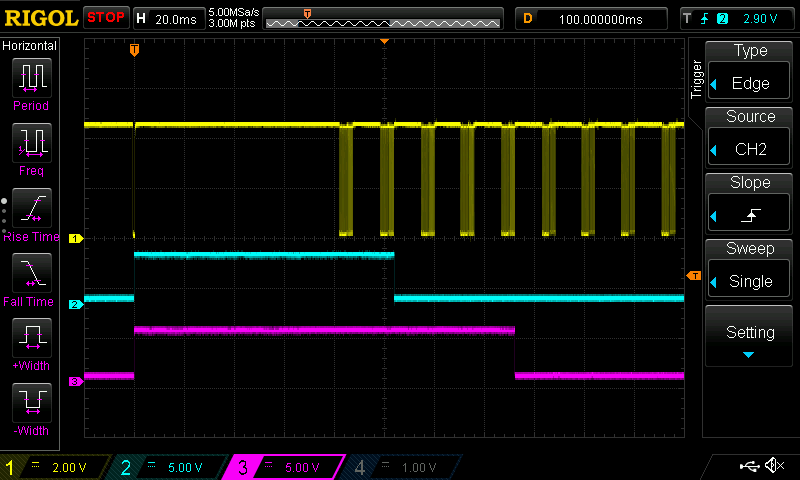 RIGOL STOP H 20.0ms 5.00MSa/s 3.00M pts T D 100.000000ms T 2 2.90 V
Horizontal
Period
Freq
Rise Time
Fall Time
+Width
-Width
T
1
2
3
T
Trigger
Type
Edge
Source
CH2
Slope
Sweep
Single
Setting
1 2.00 V 2 5.00 V 3 5.00 V 4 1.00 V